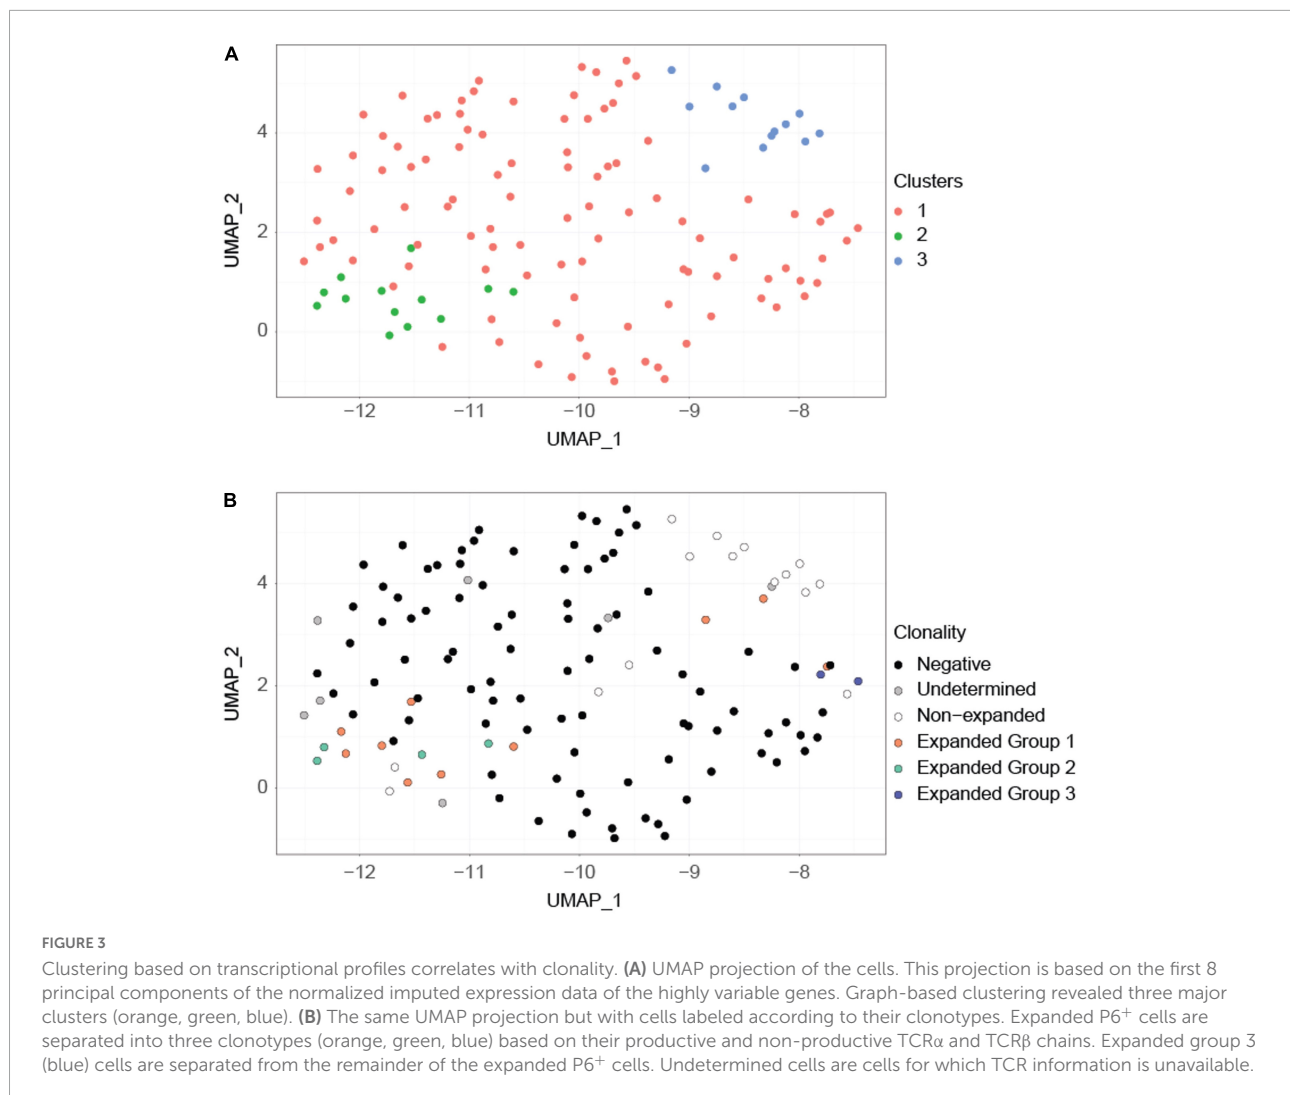 A
4
2
0
UMAP_2
−12 −11 −10 −9 −8
UMAP_1
Clusters
1
2
3
B
4
2
0
UMAP_2
−12 −11 −10 −9 −8
UMAP_1
Clonality
Negative
Undetermined
Non−expanded
Expanded Group 1
Expanded Group 2
Expanded Group 3
FIGURE 3
Clustering based on transcriptional profiles correlates with clonality. (A) UMAP projection of the cells. This projection is based on the first 8
principal components of the normalized imputed expression data of the highly variable genes. Graph-based clustering revealed three major
clusters (orange, green, blue). (B) The same UMAP projection but with cells labeled according to their clonotypes. Expanded P6⁺ cells are
separated into three clonotypes (orange, green, blue) based on their productive and non-productive TCRα and TCRβ chains. Expanded group 3
(blue) cells are separated from the remainder of the expanded P6⁺ cells. Undetermined cells are cells for which TCR information is unavailable.